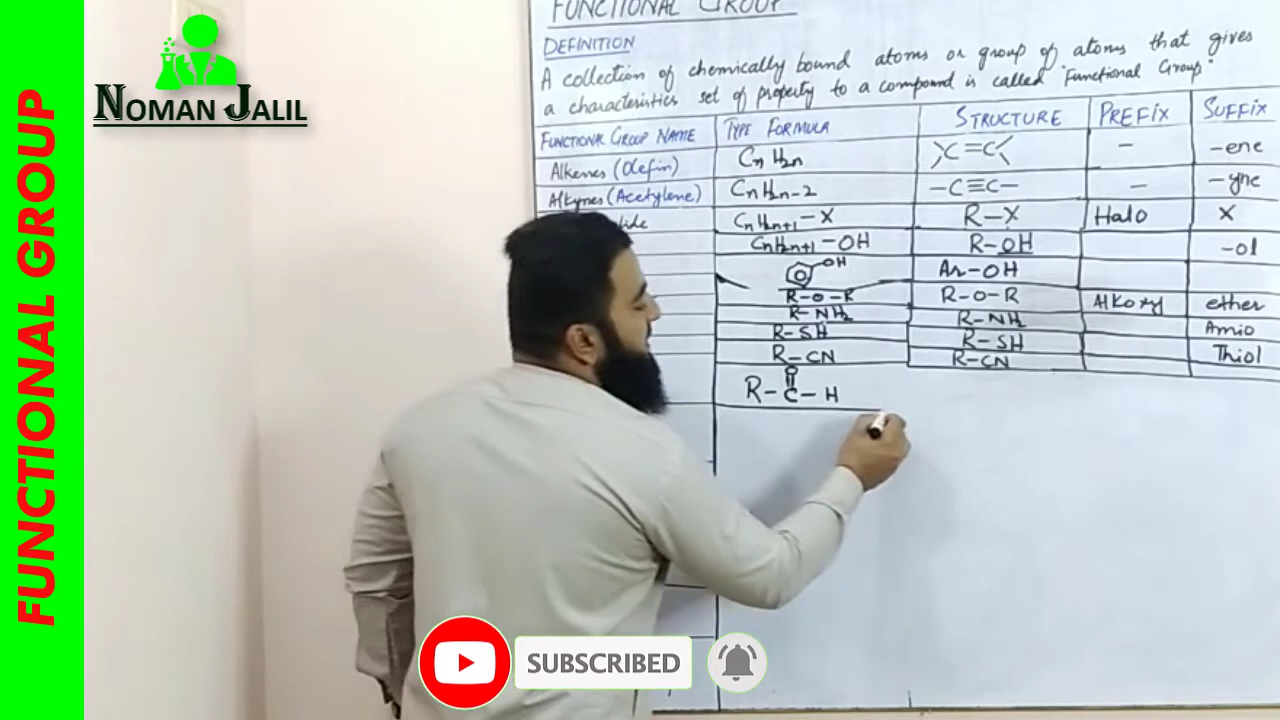 FUNCTIONAL GROUP
NOMAN JALIL
FUNCTIONAL GROUP
DEFINITION
A collection of chemically bound atoms or group of atoms that gives
a characteristics set of property to a compound is called "Functional Group"
FUNCTIONAL GROUP NAME TYPE FORMULA STRUCTURE PREFIX SUFFIX
Alkenes (Olefin) CnH2n >C=C< – -ene
Alkynes (Acetylene) CnH2n-2 -C≡C- – -yne
ide CnH2n+1-X R-X Halo X
CnH2n+1-OH R-OH -ol
OH Ar-OH
R-O-R R-O-R Alkoxy ether
R-NH2 R-NH2 Amio
R-SH R-SH Thiol
R-CN R-CN
O
R-C-H
SUBSCRIBED